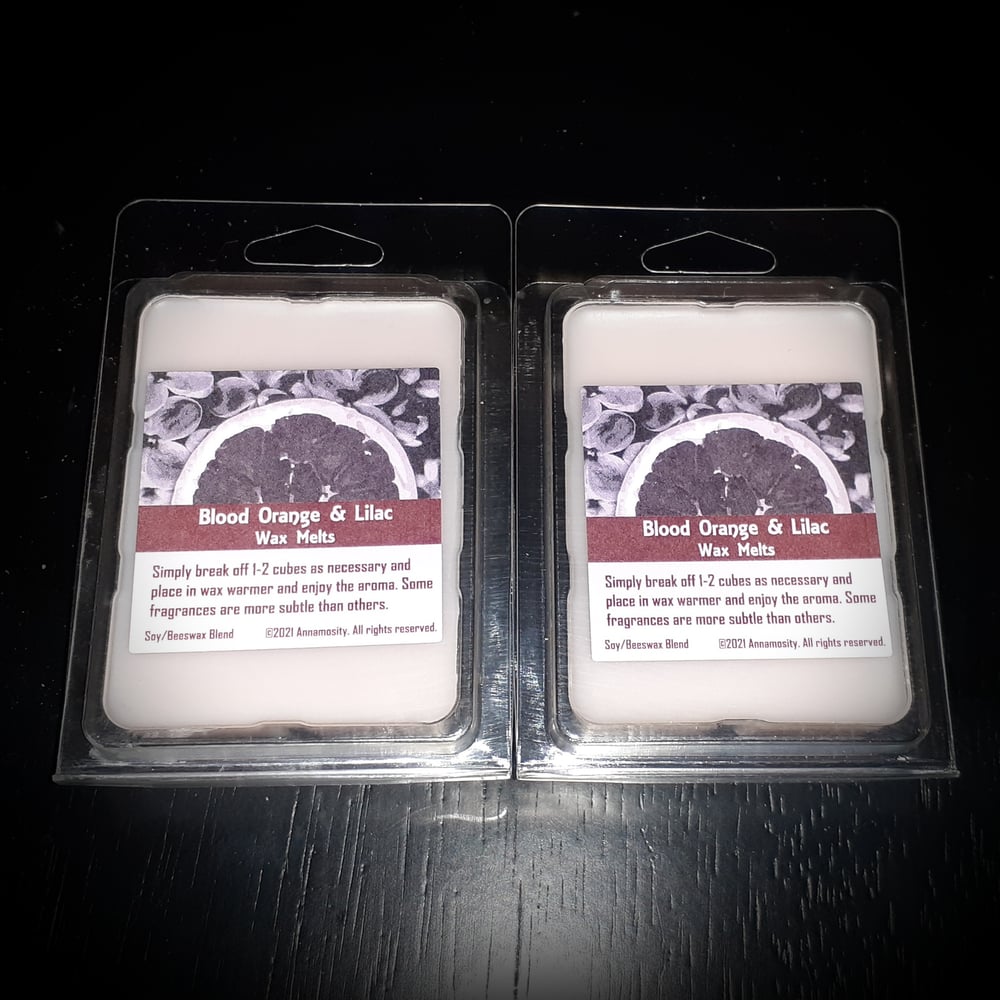 Blood Orange & Lilac
Wax Melts
Simply break off 1-2 cubes as necessary and
place in wax warmer and enjoy the aroma. Some
fragrances are more subtle than others.
Soy/Beeswax Blend ©2021 Annamosity. All rights reserved.
Blood Orange & Lilac
Wax Melts
Simply break off 1-2 cubes as necessary and
place in wax warmer and enjoy the aroma. Some
fragrances are more subtle than others.
Soy/Beeswax Blend ©2021 Annamosity. All rights reserved.